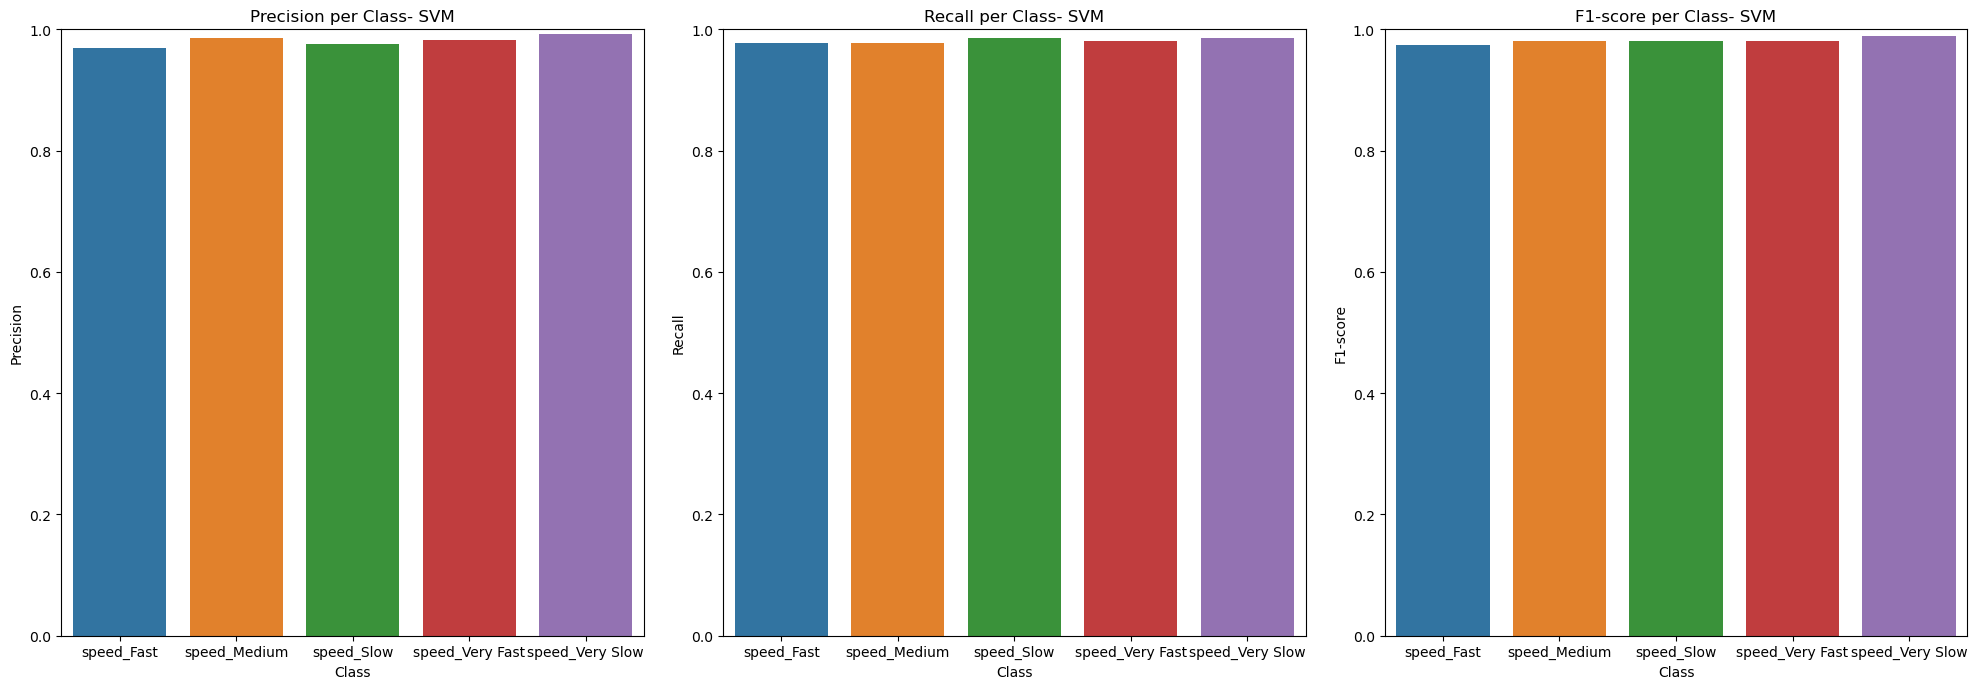 Precision per Class- SVM
Precision
1.0
0.8
0.6
0.4
0.2
0.0
speed_Fast speed_Medium speed_Slow speed_Very Fast speed_Very Slow
Class
Recall per Class- SVM
Recall
1.0
0.8
0.6
0.4
0.2
0.0
speed_Fast speed_Medium speed_Slow speed_Very Fast speed_Very Slow
Class
F1-score per Class- SVM
F1-score
1.0
0.8
0.6
0.4
0.2
0.0
speed_Fast speed_Medium speed_Slow speed_Very Fast speed_Very Slow
Class